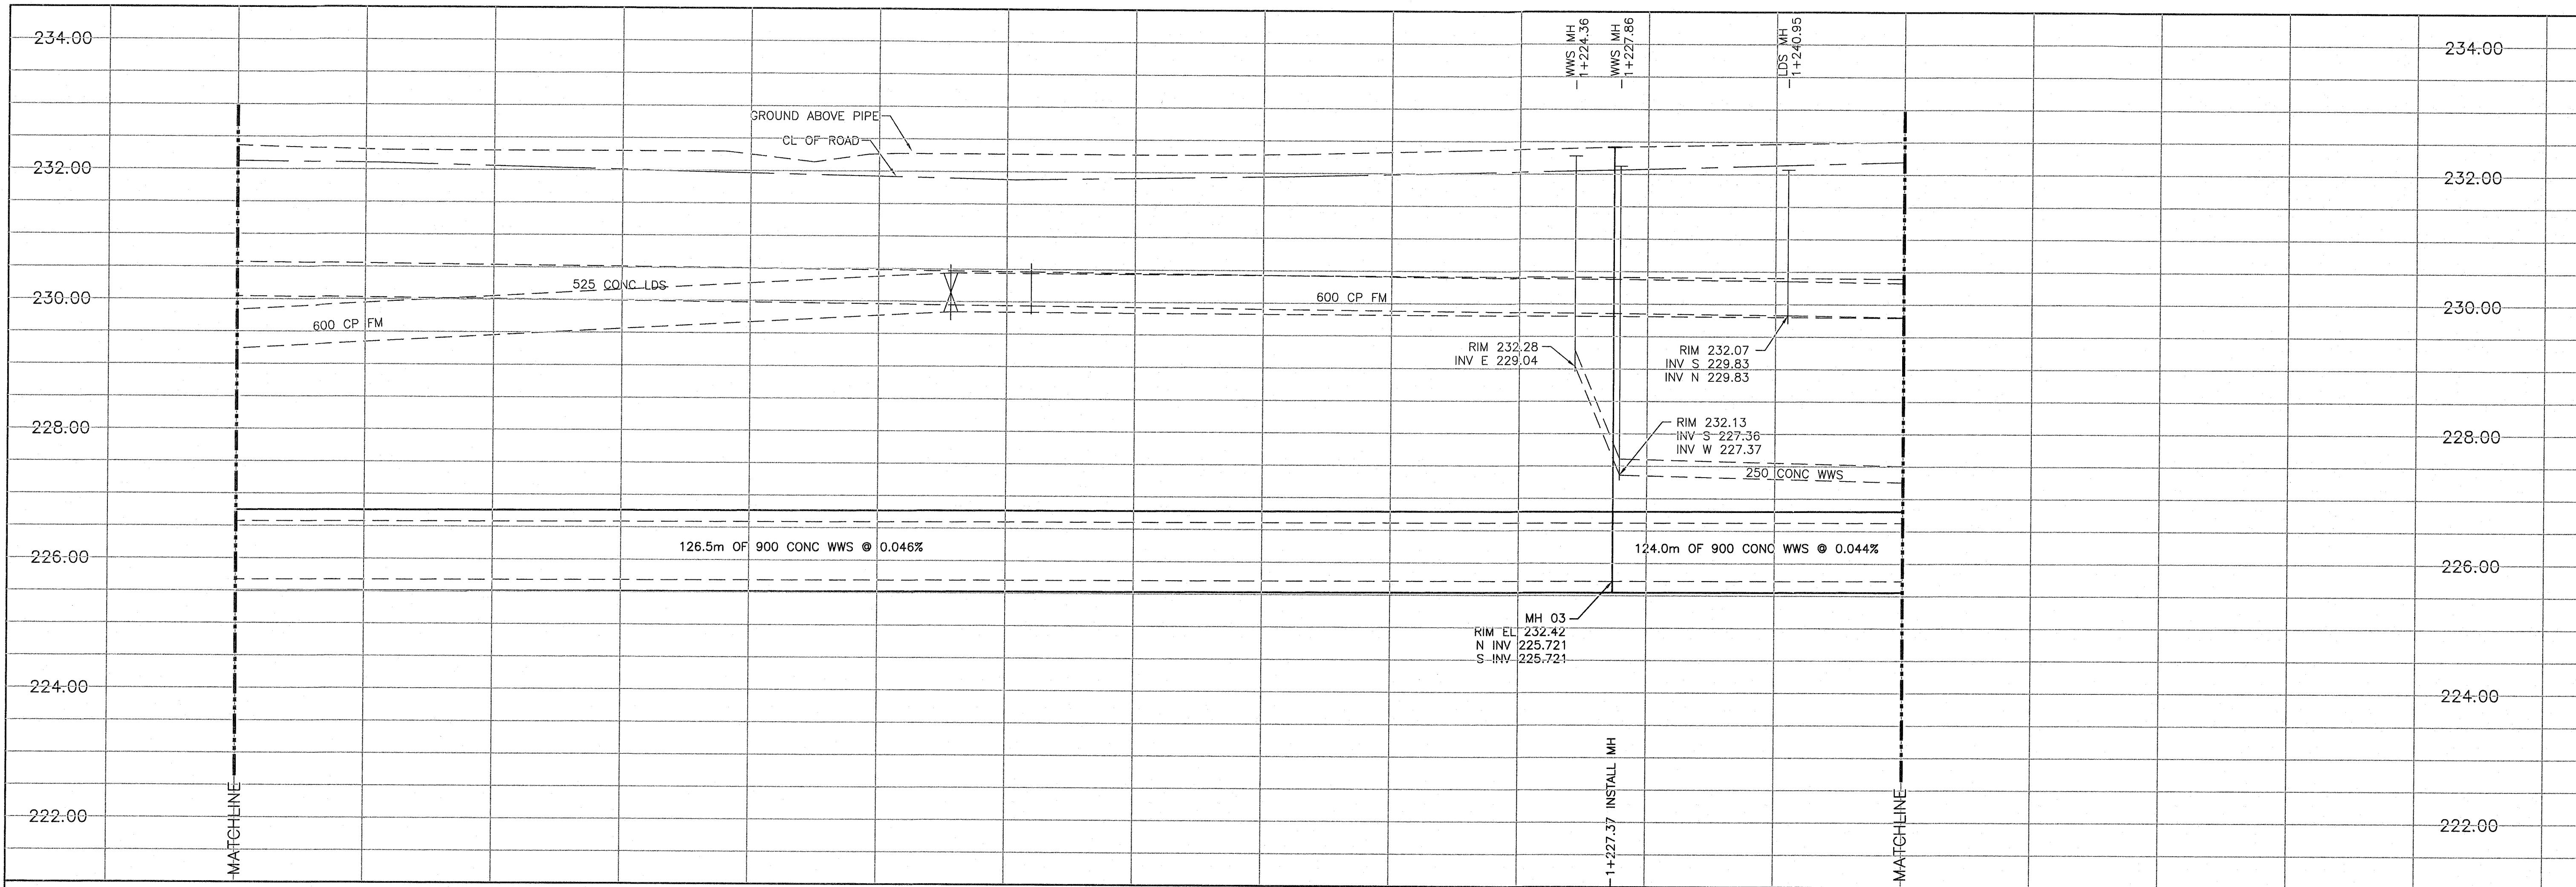 234.00
WWS MH
1+224.36
WWS MH
1+227.86
LDS MH
1+240.95
234.00
GROUND ABOVE PIPE
CL OF ROAD
232.00
232.00
525 CONC LDS
230.00
600 CP FM
230.00
600 CP FM
RIM 232.28
INV E 229.04
RIM 232.07
INV S 229.83
INV N 229.83
228.00
RIM 232.13
INV S 227.36
INV W 227.37
228.00
250 CONC WWS
226.00
126.5m OF 900 CONC WWS @ 0.046%
124.0m OF 900 CONC WWS @ 0.044%
226.00
MH 03
RIM EL 232.42
N INV 225.721
S INV 225.721
224.00
224.00
222.00
MATCHLINE
1+227.37 INSTALL MH
MATCHLINE
222.00